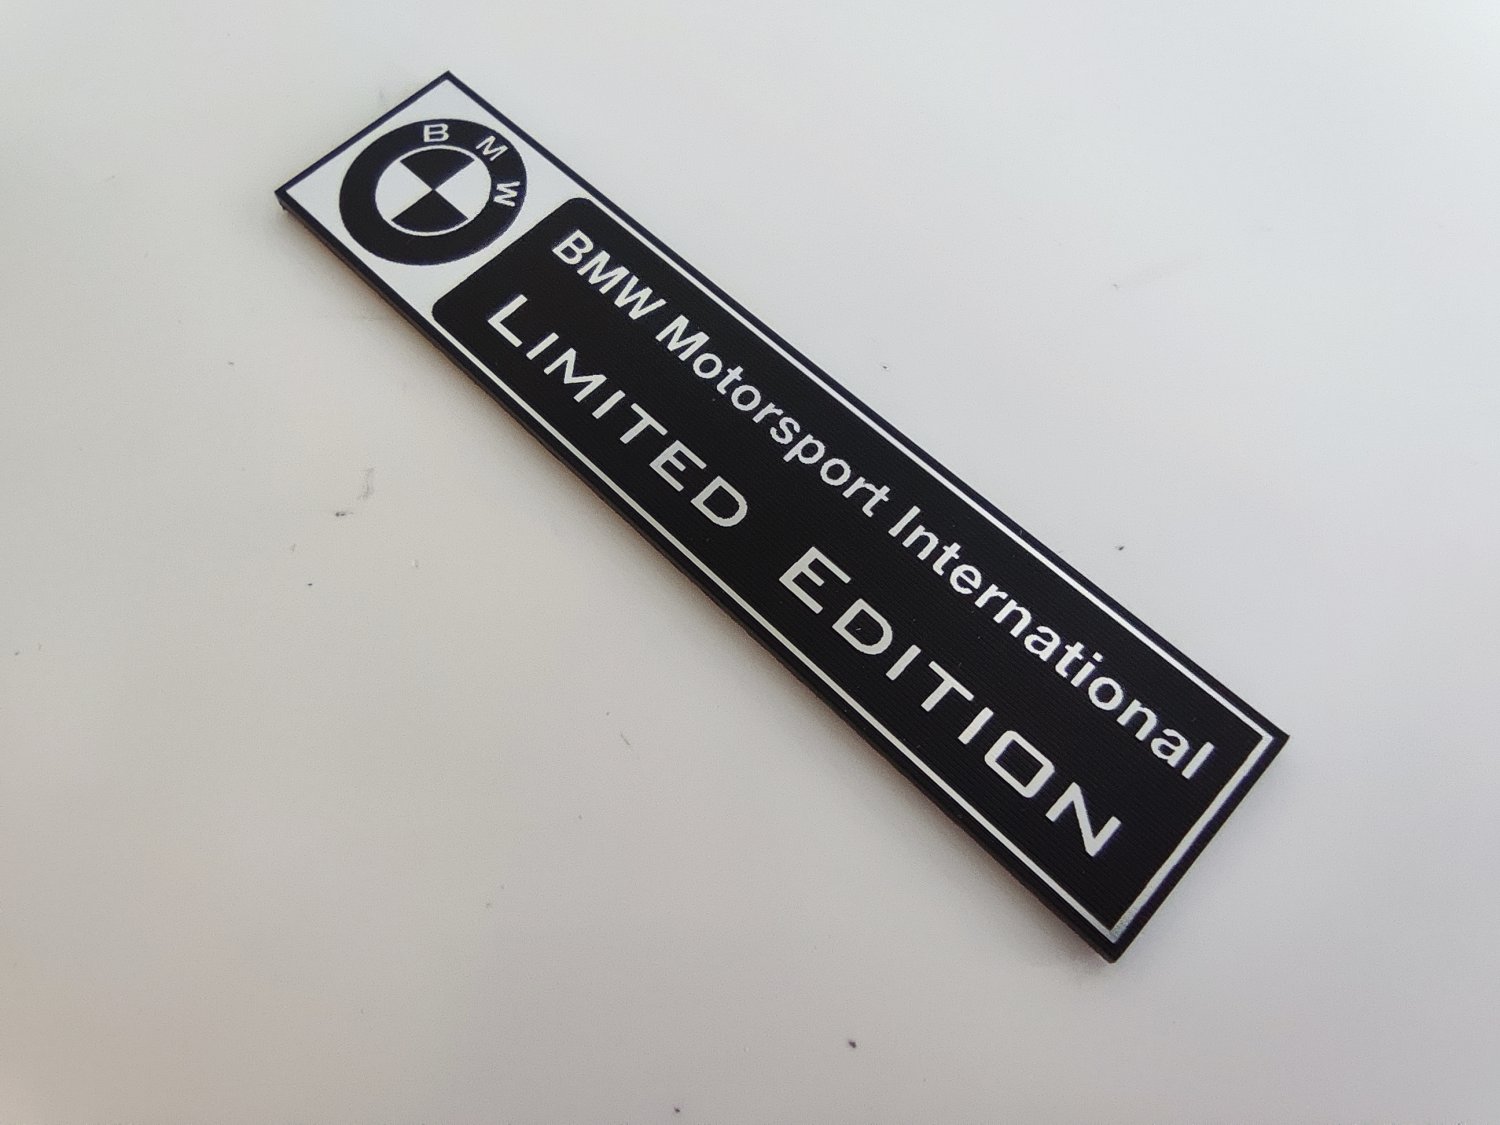 BMW
BMW Motorsport International
LIMITED EDITION